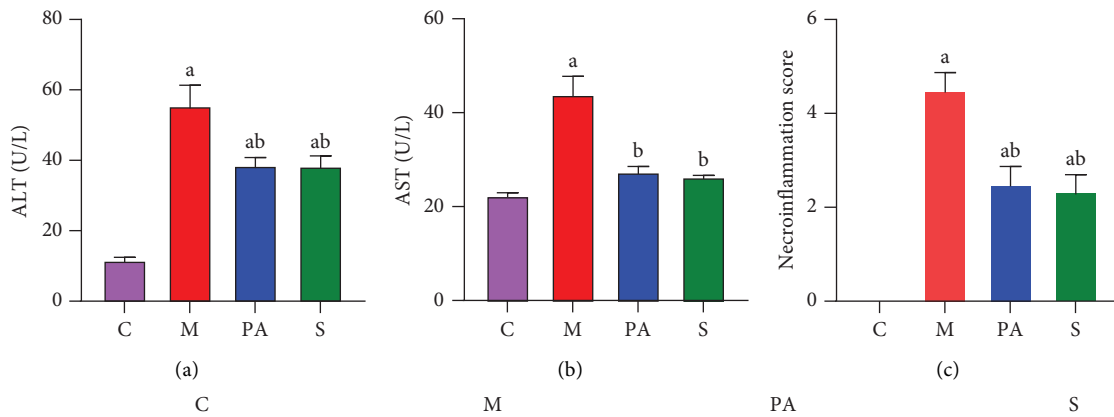 80
60
40
20
0
ALT (U/L)
a
ab
ab
C M PA S
(a)
60
40
20
0
AST (U/L)
a
b
b
C M PA S
(b)
6
4
2
0
Necroinflammation score
a
ab
ab
C M PA S
(c)
C M PA S